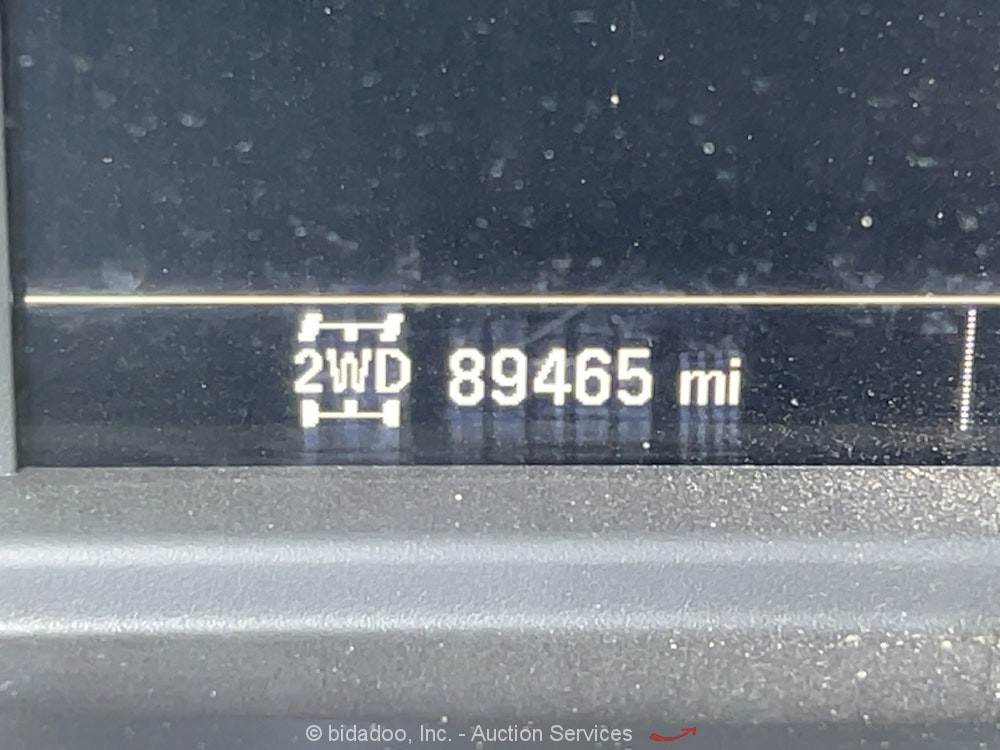 2WD 89465 mi
© bidadoo, Inc. - Auction Services